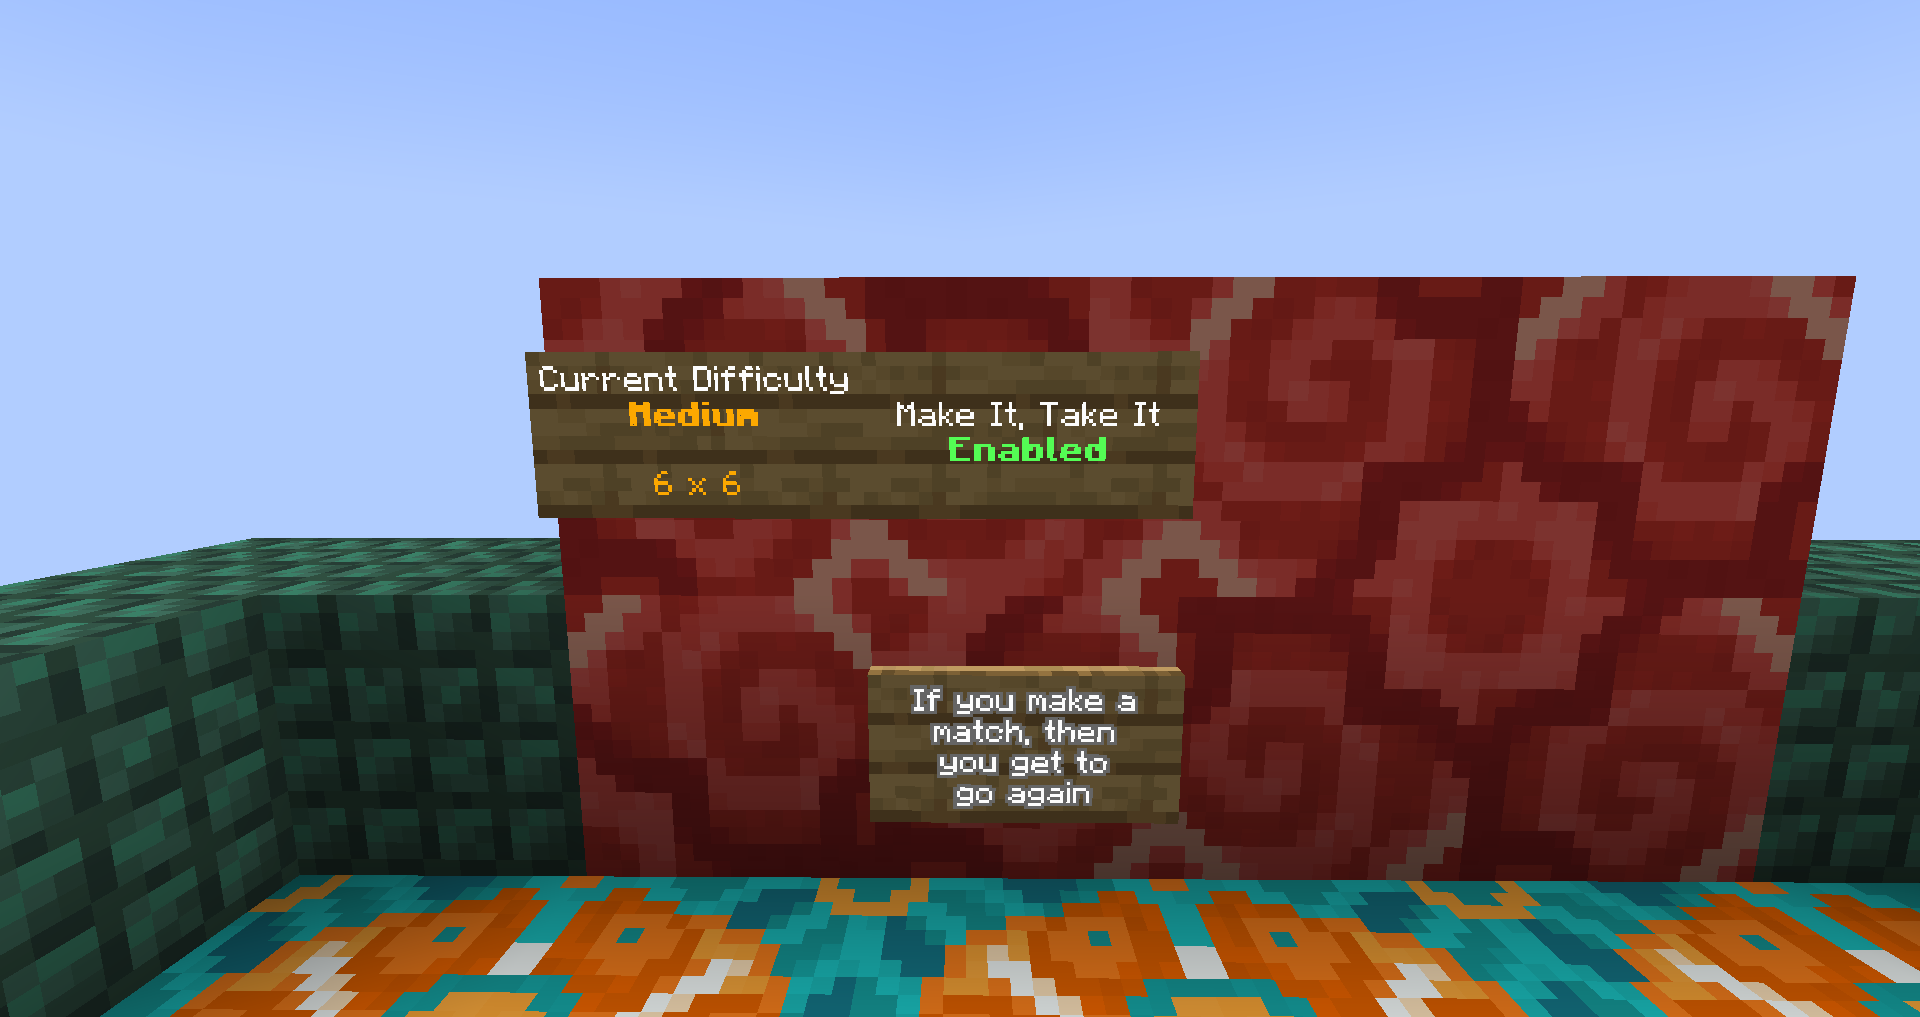 Current Difficulty
Medium
6 x 6
Make It, Take It
Enabled
If you make a
match, then
you get to
go again